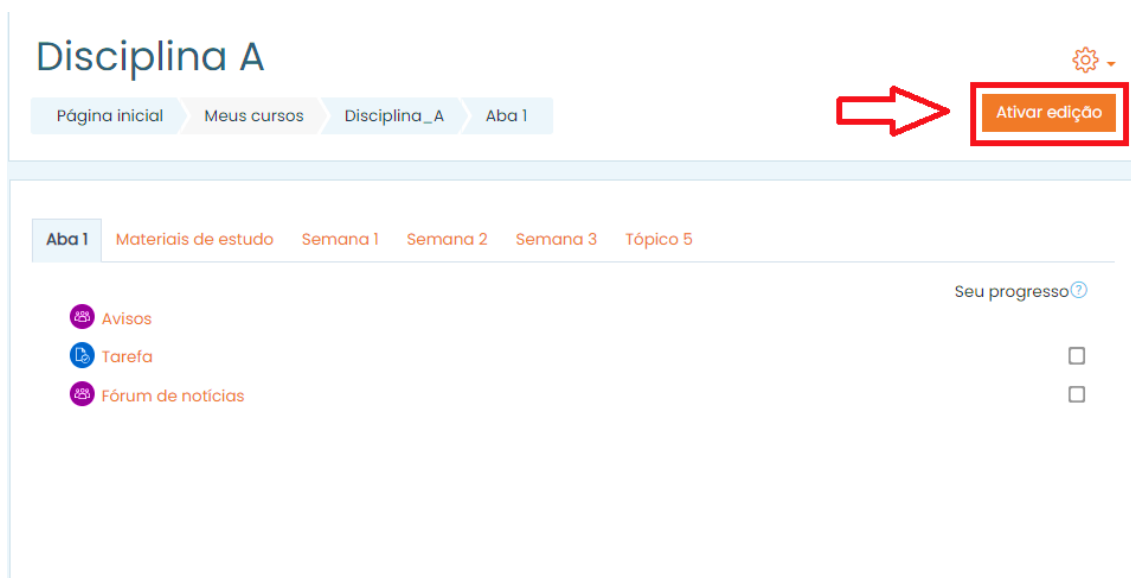 Disciplina A
Página inicial Meus cursos Disciplina_A Aba 1
Ativar edição
Aba 1 Materiais de estudo Semana 1 Semana 2 Semana 3 Tópico 5
Seu progresso?
Avisos
Tarefa
Fórum de notícias